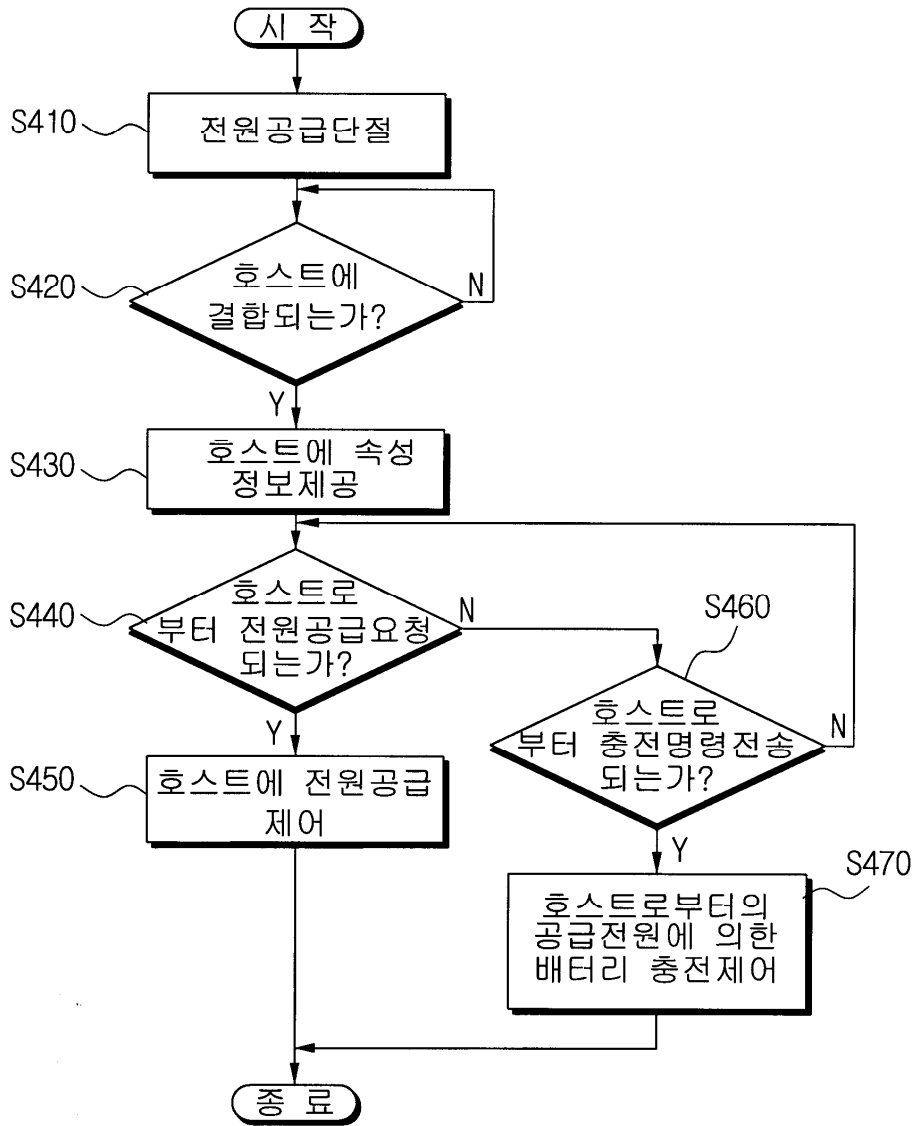 시 작
S410
전원공급단절
S420
호스트에
결합되는가?
N
Y
S430
호스트에 속성
정보제공
S440
호스트로
부터 전원공급요청
되는가?
N
S460
호스트로
부터 충전명령전송
되는가?
N
Y
S450
호스트에 전원공급
제어
Y
S470
호스트로부터의
공급전원에 의한
배터리 충전제어
종 료